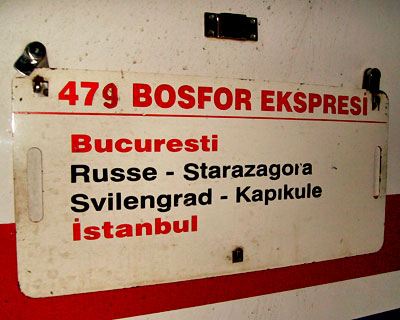 479 BOSFOR EKSPRESİ
Bucuresti
Russe - Starazagora
Svilengrad - Kapıkule
İstanbul